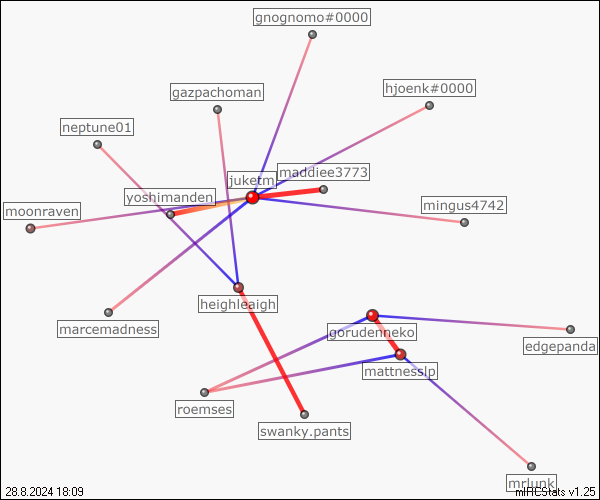 gnognomo#0000
hjoenk#0000
gazpachoman
neptune01
maddiee3773
juketm
yoshimanden
mingus4742
moonraven
heighleaigh
marcemadness
gorudenneko
edgepanda
mattnesslp
roemses
swanky.pants
mrlunk
28.8.2024 18:09
mIRCStats v1.25